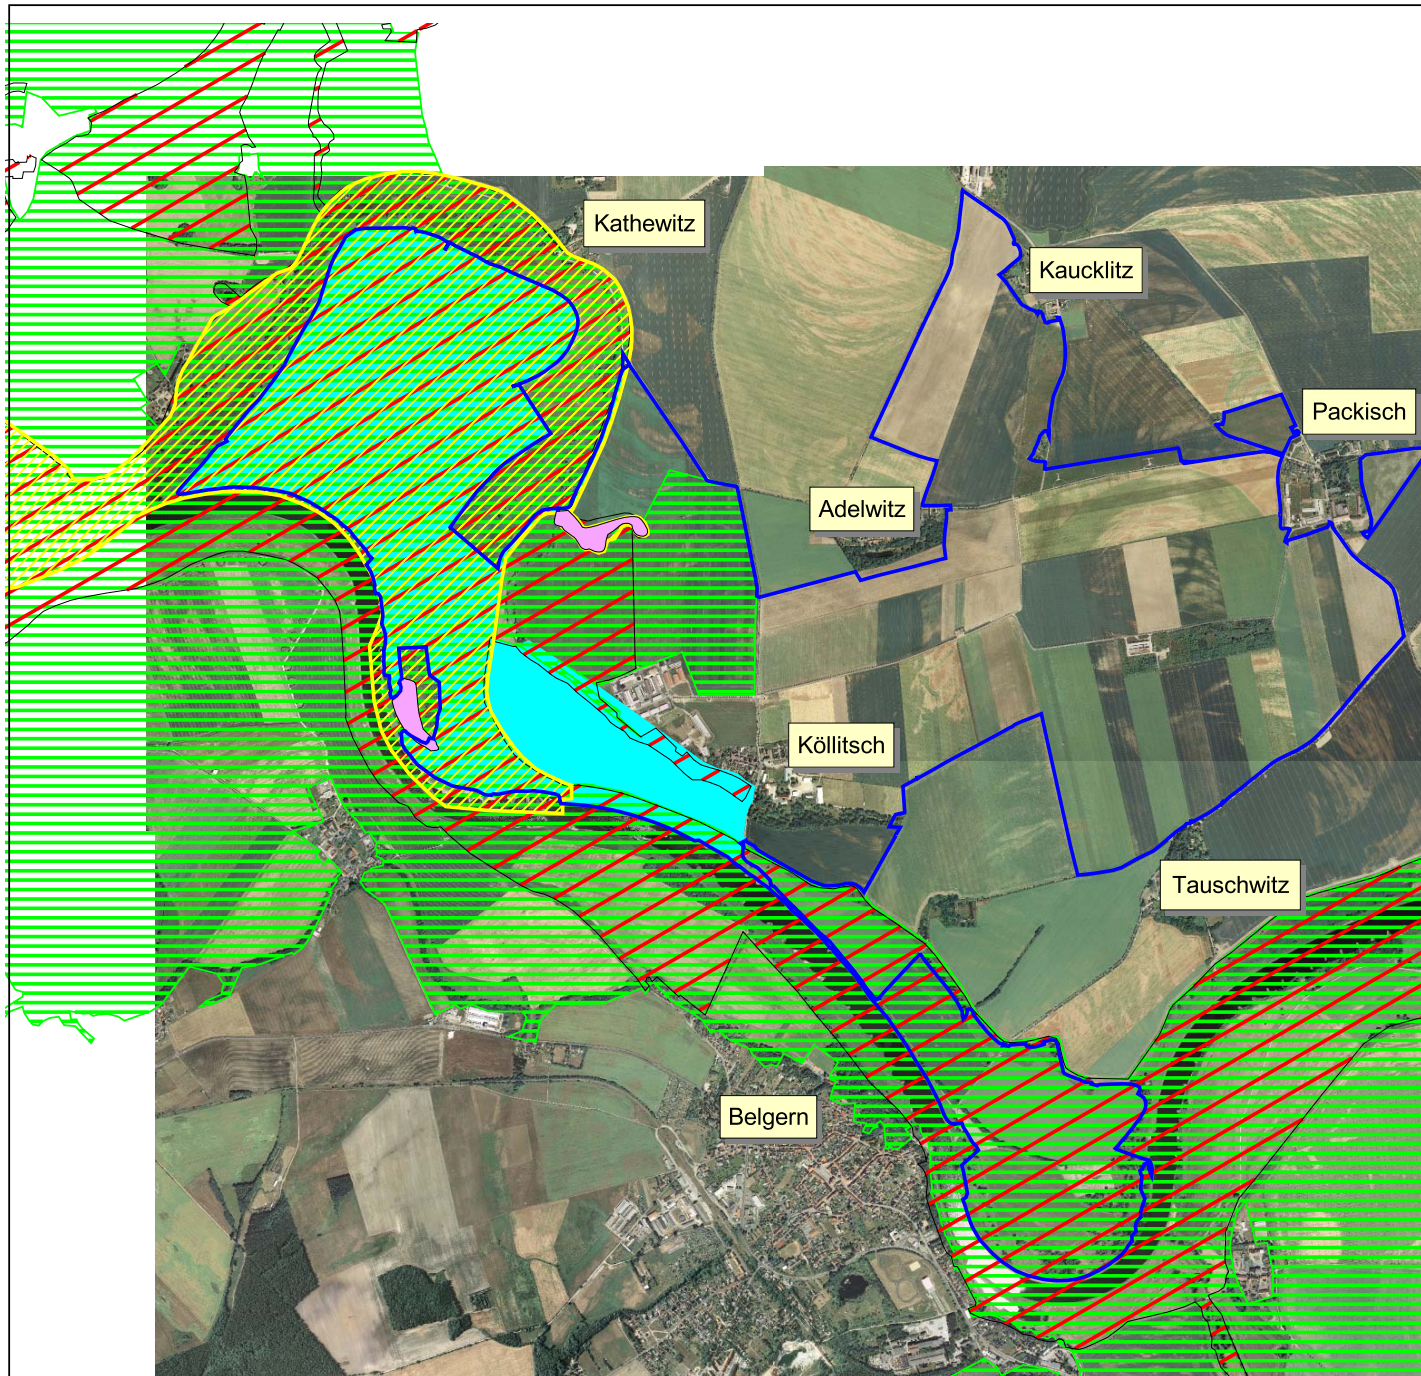 Kathewitz
Kaucklitz
Packisch
Adelwitz
Köllitsch
Tauschwitz
Belgern